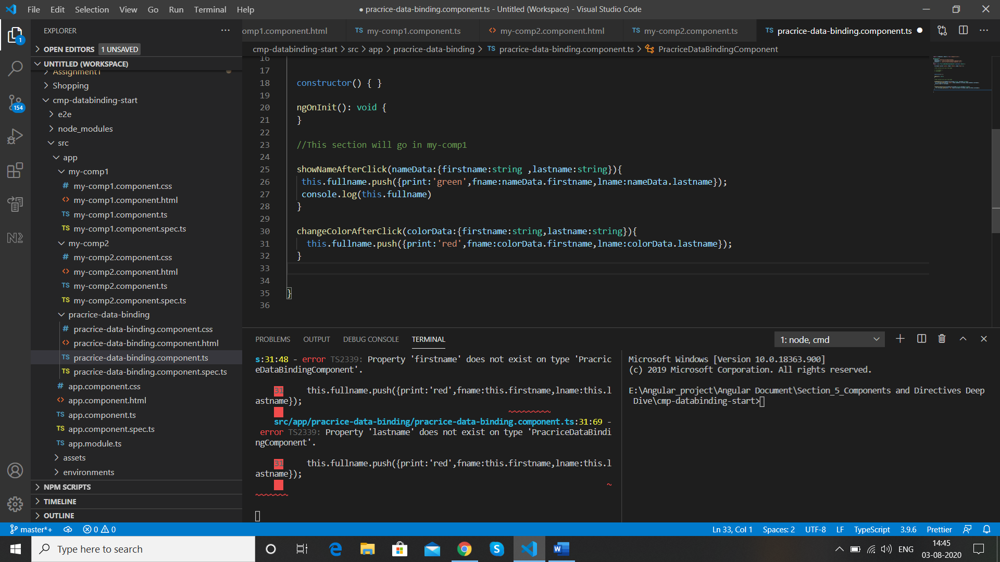 File Edit Selection View Go Run Terminal Help
● pracrice-data-binding.component.ts - Untitled (Workspace) - Visual Studio Code
EXPLORER ...
1
OPEN EDITORS 1 UNSAVED
UNTITLED (WORKSPACE)
Assignment1
Shopping
cmp-databinding-start
154
e2e
node_modules
src
app
my-comp1
# my-comp1.component.css
<> my-comp1.component.html
TS my-comp1.component.ts
TS my-comp1.component.spec.ts
my-comp2
# my-comp2.component.css
<> my-comp2.component.html
TS my-comp2.component.ts
TS my-comp2.component.spec.ts
pracrice-data-binding
# pracrice-data-binding.component.css
<> pracrice-data-binding.component.html
TS pracrice-data-binding.component.ts
TS pracrice-data-binding.component.spec.ts
# app.component.css
<> app.component.html
TS app.component.ts
TS app.component.spec.ts
TS app.module.ts
assets
environments
NPM SCRIPTS
TIMELINE
OUTLINE
omp1.component.html TS my-comp1.component.ts <> my-comp2.component.html TS my-comp2.component.ts TS pracrice-data-binding.component.ts ● ...
cmp-databinding-start > src > app > pracrice-data-binding > TS pracrice-data-binding.component.ts > PracriceDataBindingComponent
16
17
18 constructor() { }
19
20 ngOnInit(): void {
21 }
22
23 //This section will go in my-comp1
24
25 showNameAfterClick(nameData:{firstname:string ,lastname:string}){
26 this.fullname.push({print:'green',fname:nameData.firstname,lname:nameData.lastname});
27 console.log(this.fullname)
28 }
29
30 changeColorAfterClick(colorData:{firstname:string,lastname:string}){
31 this.fullname.push({print:'red',fname:colorData.firstname,lname:colorData.lastname});
32 }
33
34
35 }
36
PROBLEMS OUTPUT DEBUG CONSOLE TERMINAL 1: node, cmd
s:31:48 - error TS2339: Property 'firstname' does not exist on type 'Pracric
eDataBindingComponent'.
31 this.fullname.push({print:'red',fname:this.firstname,lname:this.l
astname});
~~~~~~~~~
src/app/pracrice-data-binding/pracrice-data-binding.component.ts:31:69 -
error TS2339: Property 'lastname' does not exist on type 'PracriceDataBindi
ngComponent'.
31 this.fullname.push({print:'red',fname:this.firstname,lname:this.l
astname});
~
~~~~~~~
Microsoft Windows [Version 10.0.18363.900]
(c) 2019 Microsoft Corporation. All rights reserved.
E:\Angular_project\Angular Document\Section_5_Components and Directives Deep
Dive\cmp-databinding-start>
master*+ 0 0 Ln 33, Col 1 Spaces: 2 UTF-8 LF TypeScript 3.9.6 Prettier
Type here to search
ENG
14:45
03-08-2020